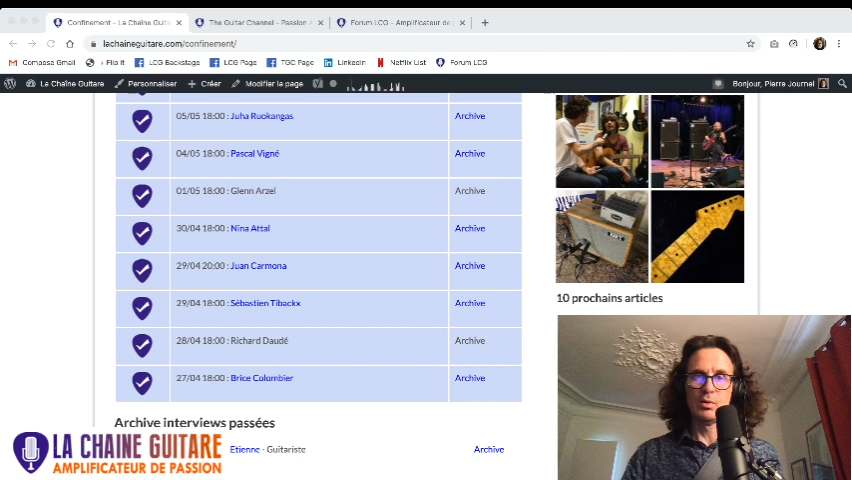 Confinement - La Chaîne Guita
The Guitar Channel - Passion A
Forum LCG - Amplificateur de p
lachaineguitare.com/confinement/
Compose Gmail
+ Flip It
LCG Backstage
LCG Page
TGC Page
LinkedIn
Netflix List
Forum LCG
La Chaîne Guitare
Personnaliser
Créer
Modifier la page
Bonjour, Pierre Journel
05/05 18:00 : Juha Ruokangas
Archive
04/05 18:00 : Pascal Vigné
Archive
01/05 18:00 : Glenn Arzel
Archive
30/04 18:00 : Nina Attal
Archive
29/04 20:00 : Juan Carmona
Archive
29/04 18:00 : Sébastien Tibackx
Archive
28/04 18:00 : Richard Daudé
Archive
27/04 18:00 : Brice Colombier
Archive
10 prochains articles
Archive interviews passées
Etienne - Guitariste
Archive
LA CHAINE GUITARE
AMPLIFICATEUR DE PASSION